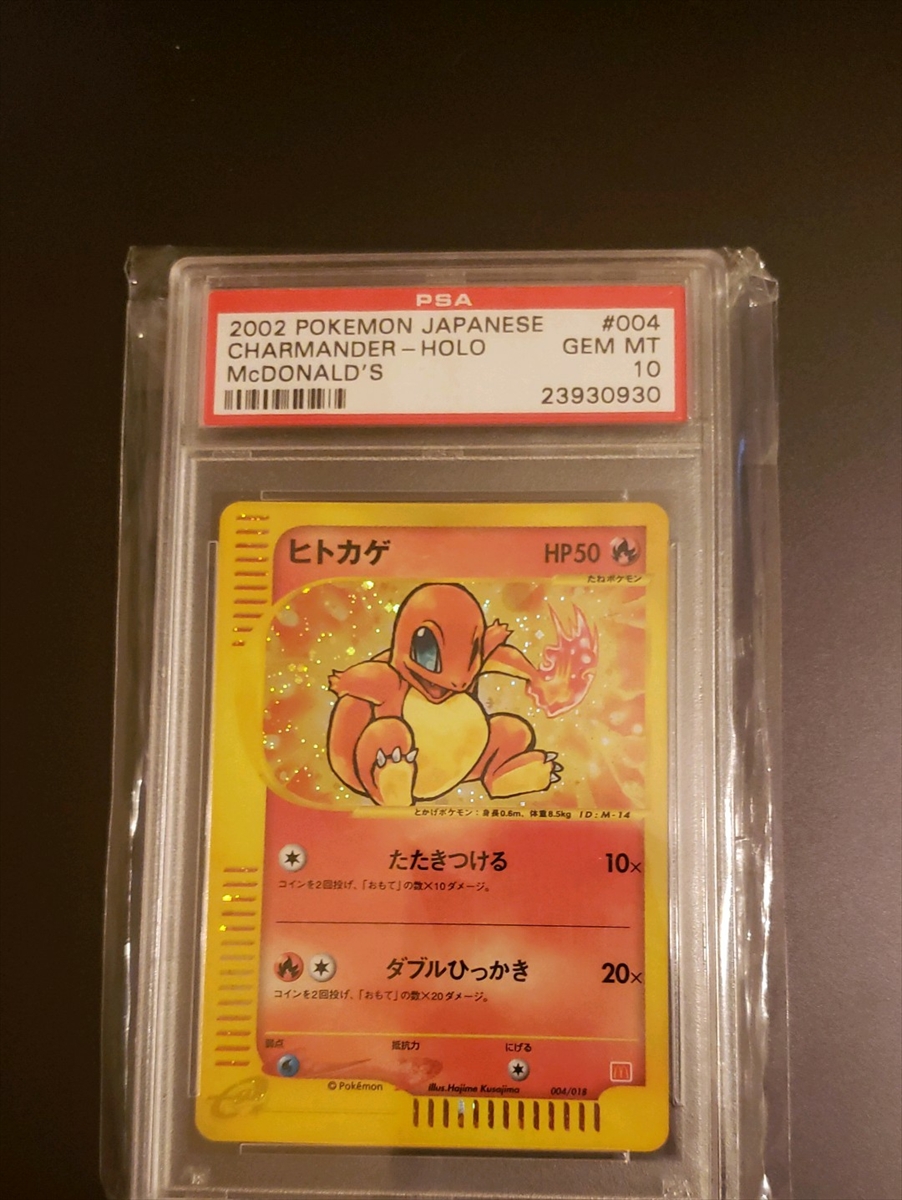 PSA
2002 POKEMON JAPANESE #004
CHARMANDER-HOLO GEM MT
McDONALD'S 10
23930930
ヒトカゲ HP50
たねポケモン
とかげポケモン:身長0.6m、体重8.5kg ID:M-14
たたきつける 10×
コインを2回投げ、「おもて」の数×10ダメージ。
ダブルひっかき 20×
コインを2回投げ、「おもて」の数×20ダメージ。
弱点 抵抗力 にげる
©Pokémon illus.Hajime Kusajima 004/018